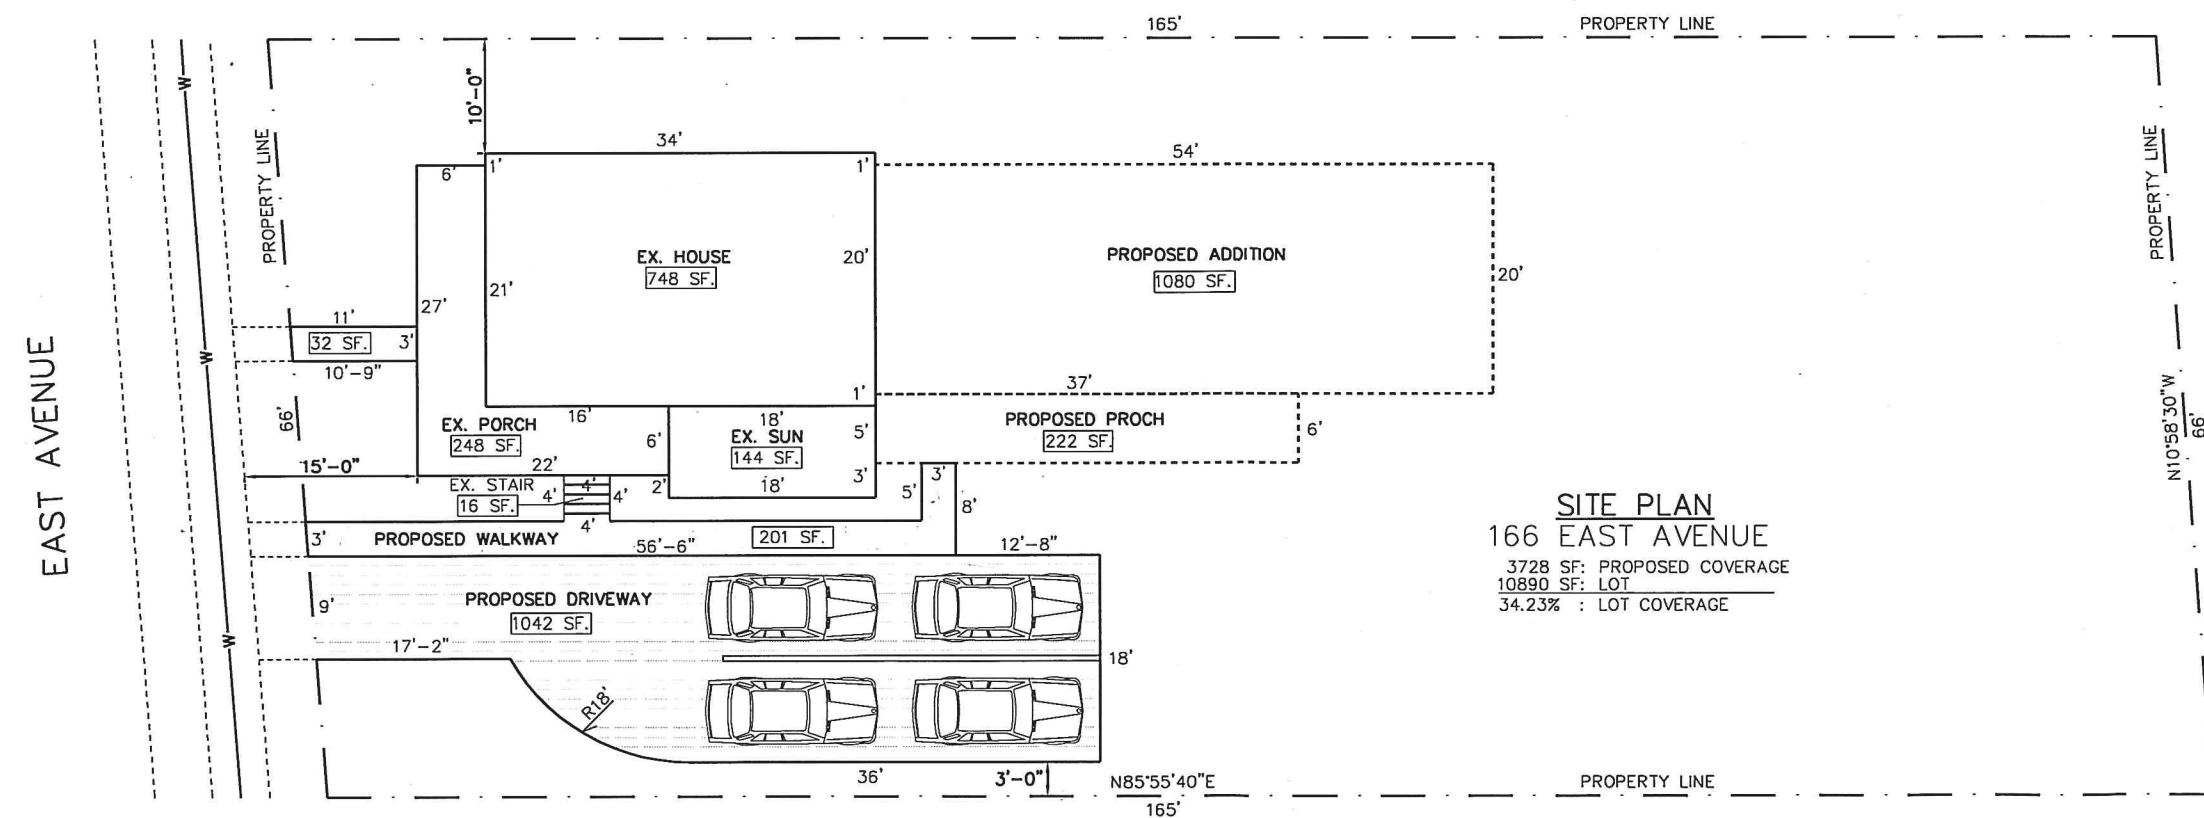 165'
PROPERTY LINE
W
PROPERTY LINE
10'-0"
34'
54'
PROPERTY LINE
6'
1'
1'
EX. HOUSE
748 SF.
20'
PROPOSED ADDITION
1080 SF.
20'
21'
27'
11'
32 SF.
3'
10'-9"
W
EAST AVENUE
66'
1'
37'
N10°58'30"W
66'
16'
18'
EX. PORCH
248 SF.
6'
EX. SUN
144 SF.
5'
PROPOSED PROCH
222 SF.
6'
15'-0"
22'
3'
3'
EX. STAIR
16 SF.
4'
4'
4'
2'
18'
5'
8'
4'
3'
PROPOSED WALKWAY
56'-6"
201 SF.
12'-8"
SITE PLAN
166 EAST AVENUE
3728 SF: PROPOSED COVERAGE
10890 SF: LOT
34.23% : LOT COVERAGE
9'
PROPOSED DRIVEWAY
1042 SF.
W
17'-2"
18'
R18'
36'
3'-0"
N85°55'40"E
PROPERTY LINE
165'